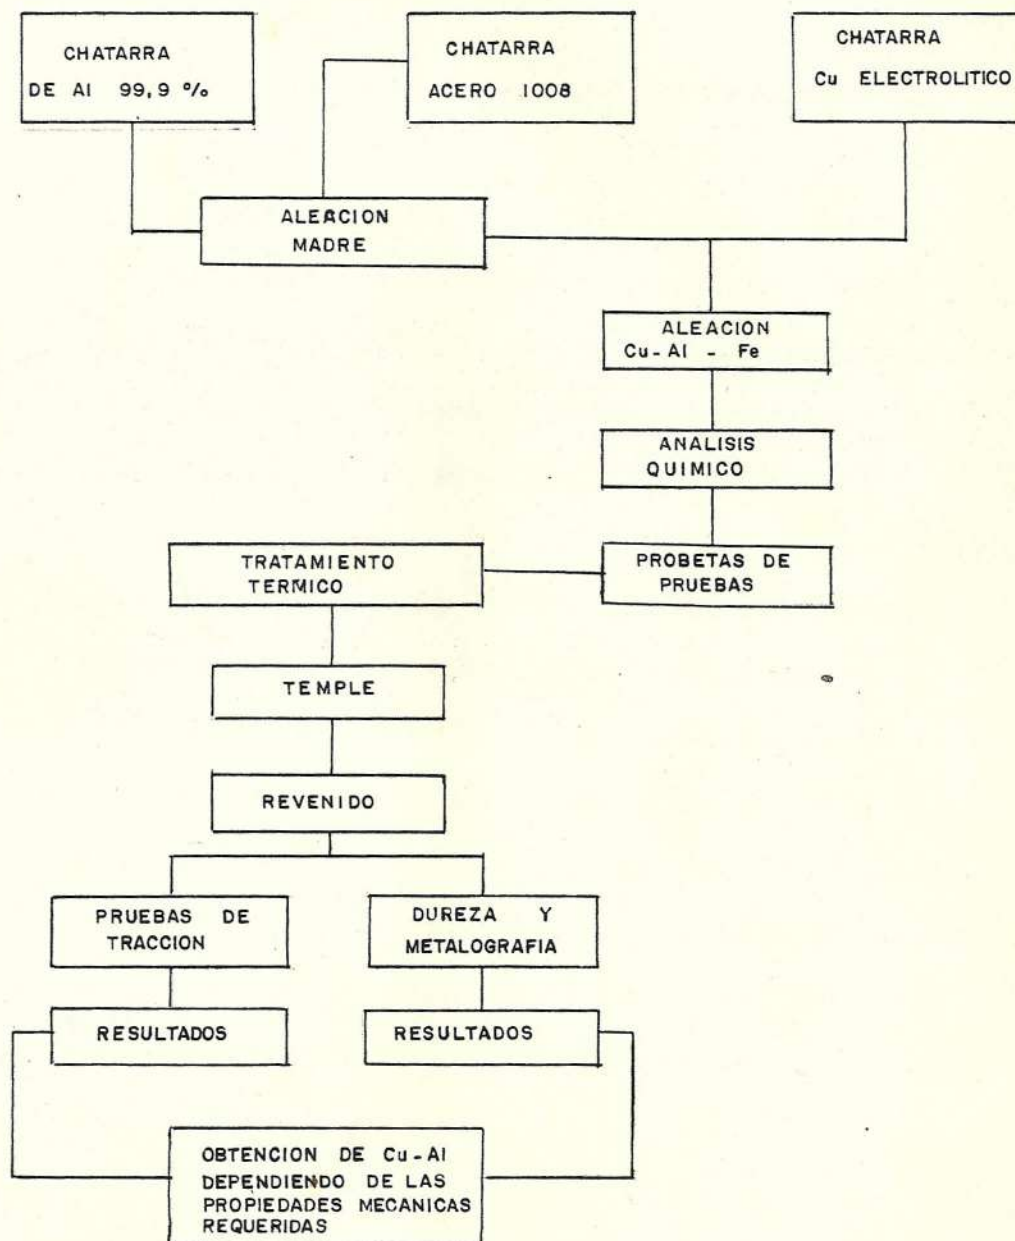 CHATARRA
DE Al 99,9 %
CHATARRA
ACERO 1008
CHATARRA
Cu ELECTROLITICO
ALEACION
MADRE
ALEACION
Cu-Al - Fe
ANALISIS
QUIMICO
PROBETAS DE
PRUEBAS
TRATAMIENTO
TERMICO
TEMPLE
REVENIDO
PRUEBAS DE
TRACCION
DUREZA Y
METALOGRAFIA
RESULTADOS
RESULTADOS
OBTENCION DE Cu-Al
DEPENDIENDO DE LAS
PROPIEDADES MECANICAS
REQUERIDAS